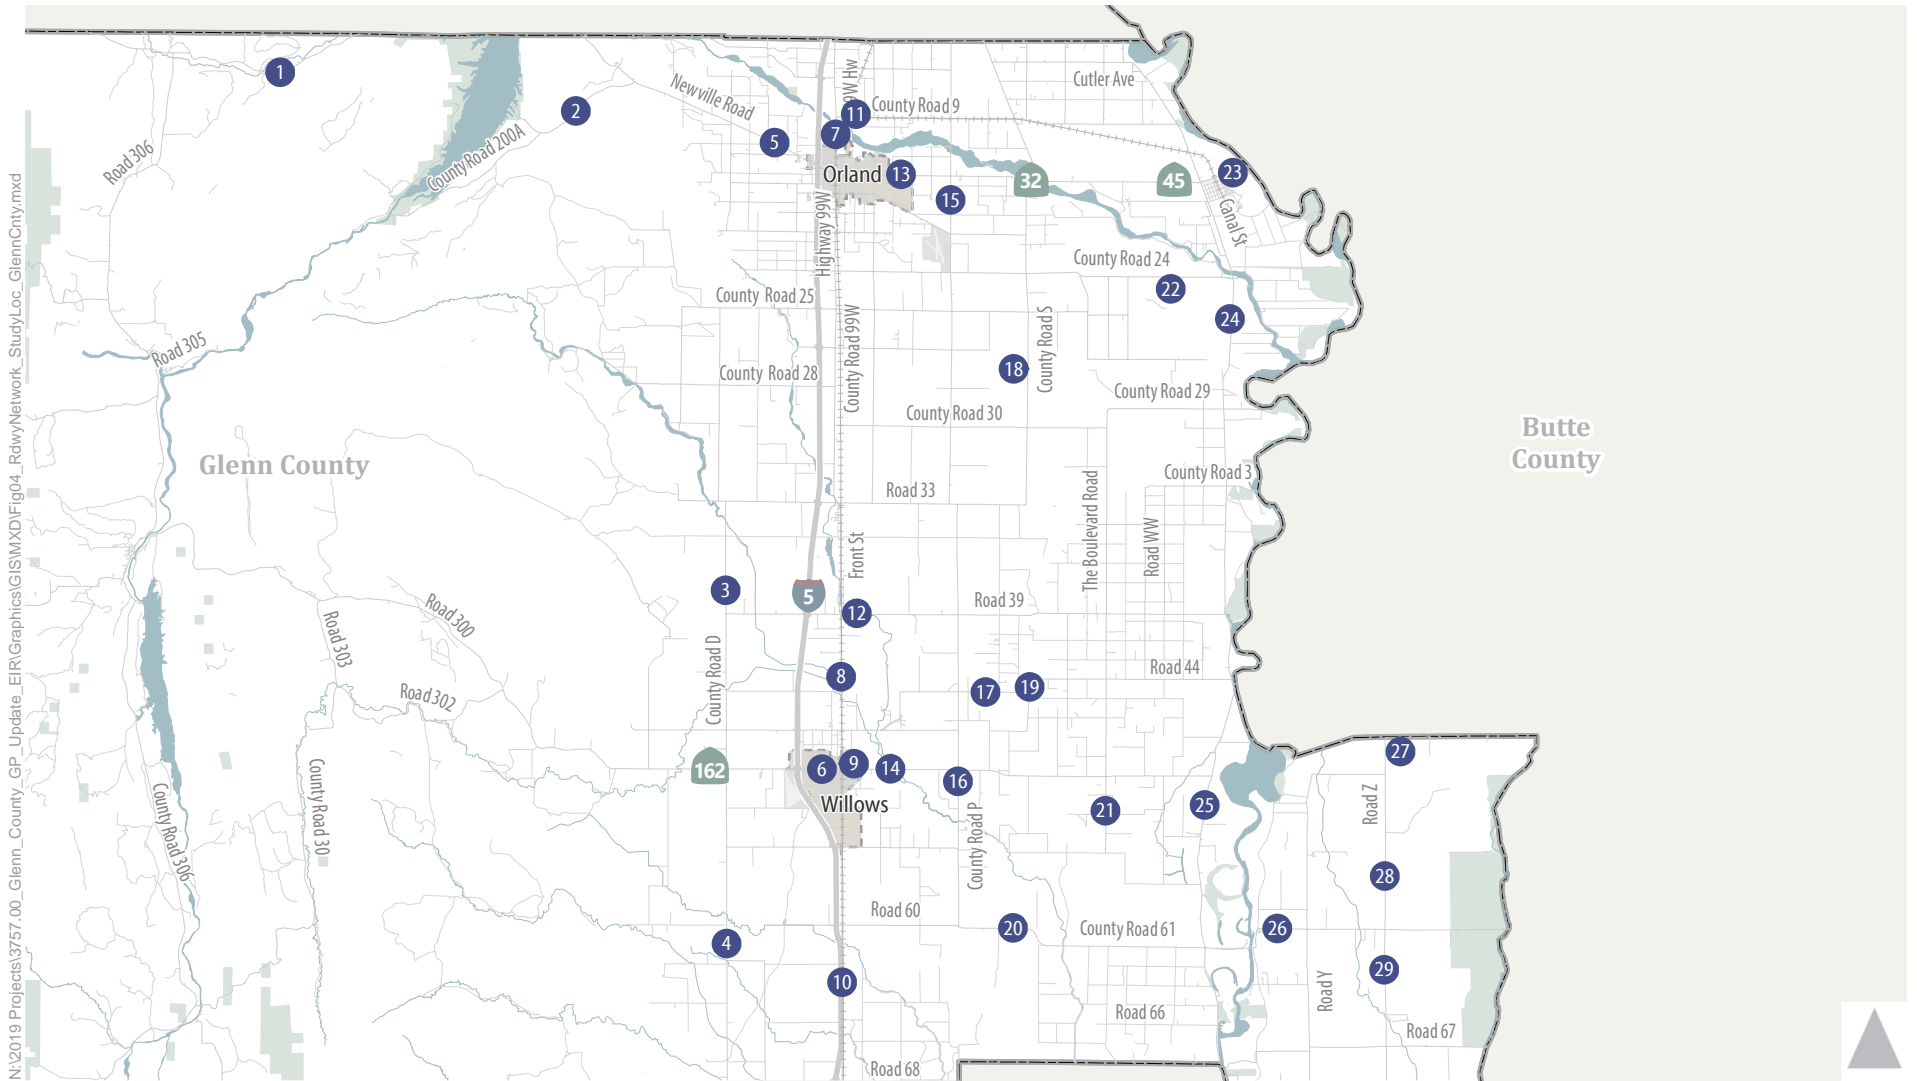 1
Cutler Ave
9W Hw
Newville Road
2
County Road 9
11
7
5
Road 306
County Road 200A
Orland
13
32
45
23
15
Canal St
Highway 99W
County Road 24
22
County Road 25
24
County Road 99W
County Road S
Road 305
18
County Road 28
County Road 29
County Road 30
Glenn County
Butte
County
County Road 3
Road 33
The Boulevard Road
Road WW
Front St
3
5
Road 39
12
Road 300
Road 303
County Road D
Road 44
8
17
19
Road 302
162
6
9
14
16
27
Willows
County Road 306
County Road 30
County Road P
21
25
Road Z
28
Road 60
20
County Road 61
26
4
29
10
Road Y
Road 66
Road 67
Road 68
N:\2019 Projects\3757.00_Glenn_County_GP_Update_EIR\Graphics\GIS\MXD\Fig04_RdwyNetwork_StudyLoc_GlennCnty.mxd